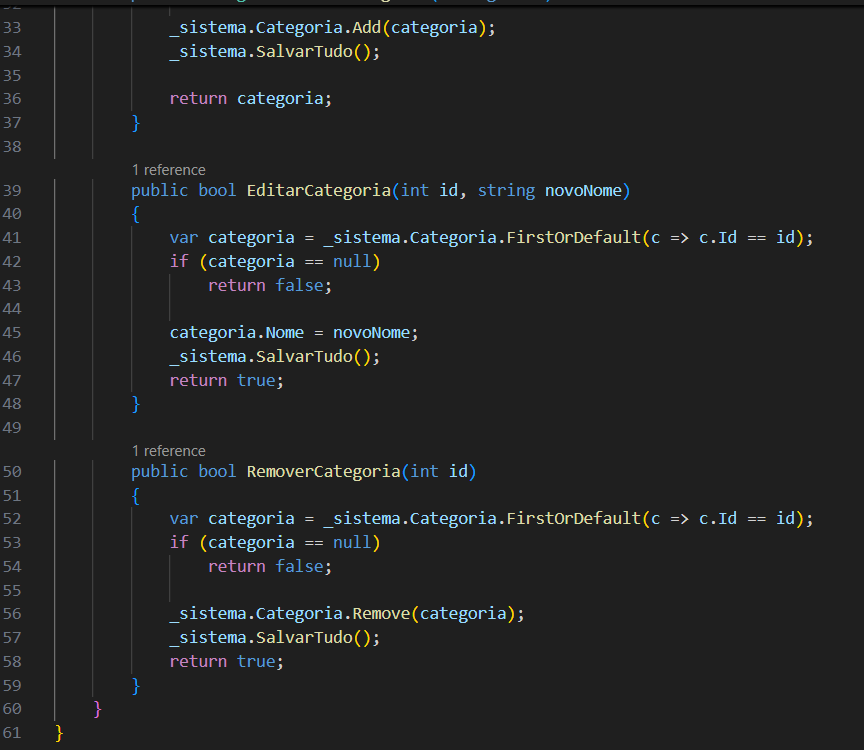 33 _sistema.Categoria.Add(categoria);
34 _sistema.SalvarTudo();
35
36 return categoria;
37 }
38
1 reference
39 public bool EditarCategoria(int id, string novoNome)
40 {
41 var categoria = _sistema.Categoria.FirstOrDefault(c => c.Id == id);
42 if (categoria == null)
43 return false;
44
45 categoria.Nome = novoNome;
46 _sistema.SalvarTudo();
47 return true;
48 }
49
1 reference
50 public bool RemoverCategoria(int id)
51 {
52 var categoria = _sistema.Categoria.FirstOrDefault(c => c.Id == id);
53 if (categoria == null)
54 return false;
55
56 _sistema.Categoria.Remove(categoria);
57 _sistema.SalvarTudo();
58 return true;
59 }
60 }
61 }